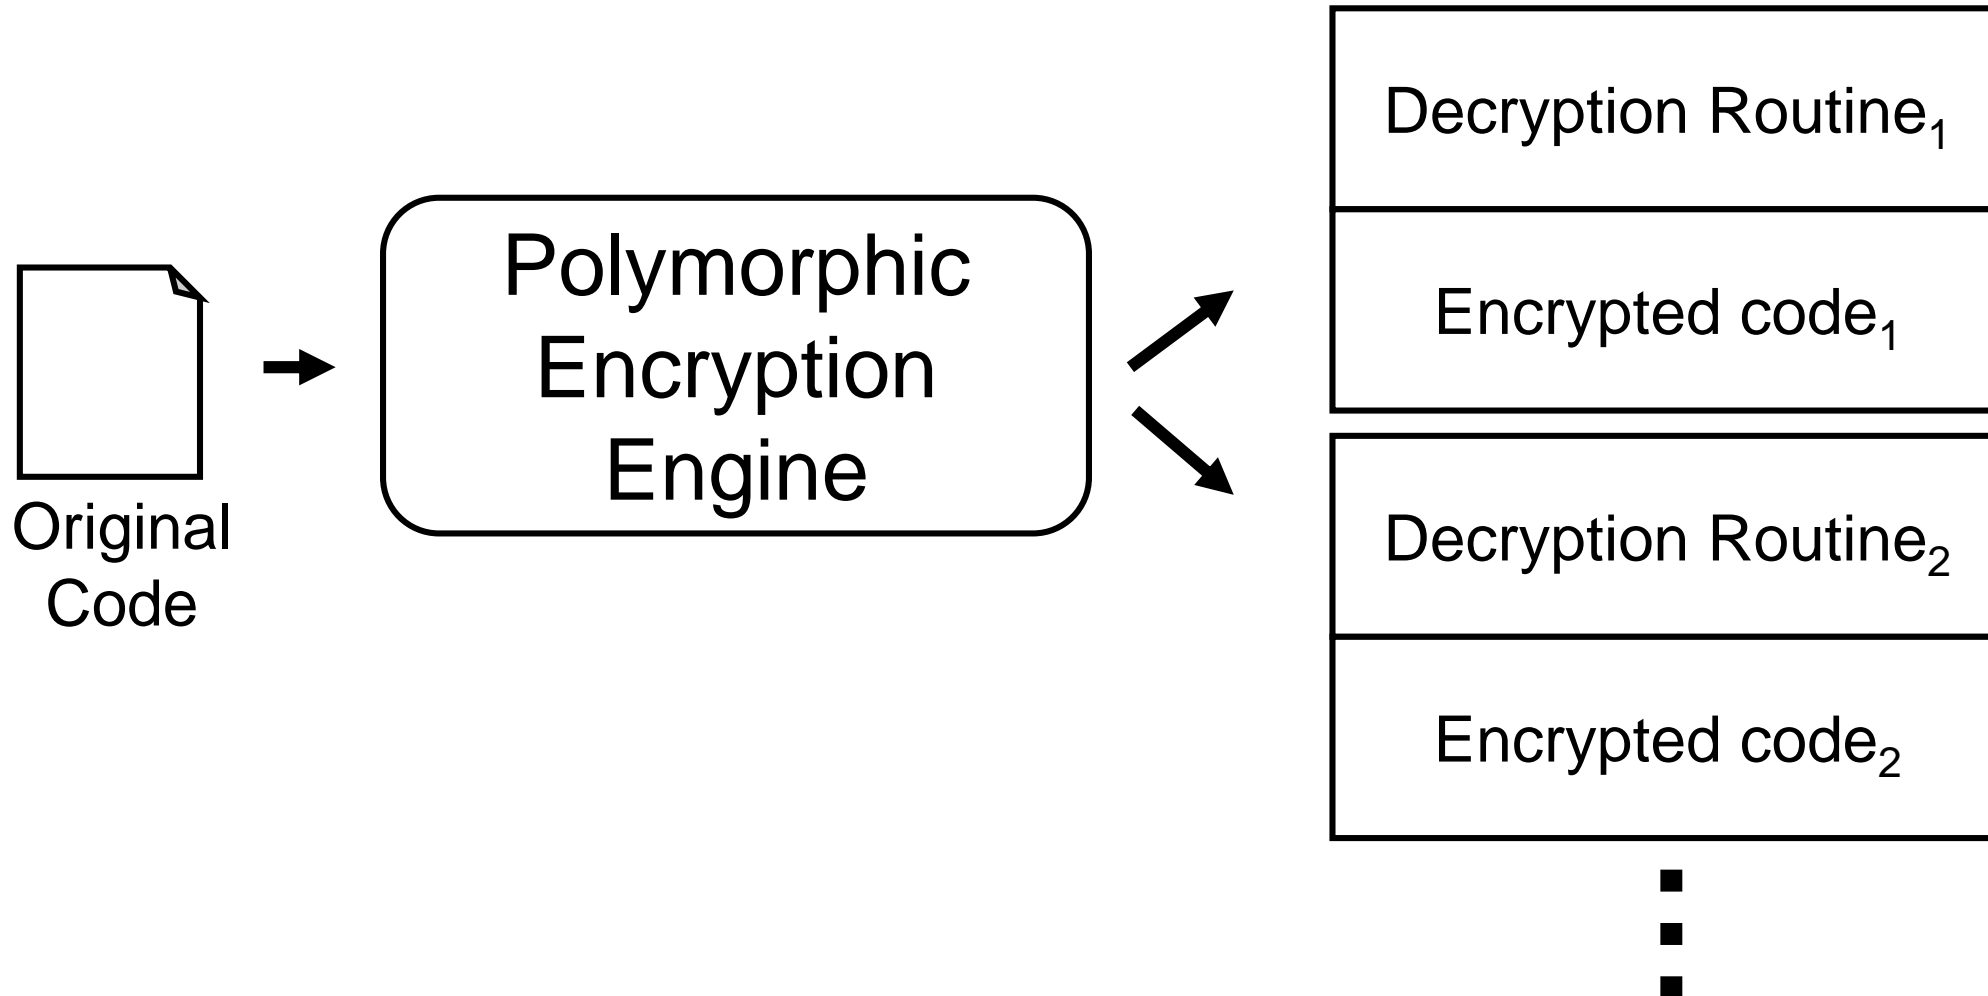 Original
Code
Polymorphic
Encryption
Engine
Decryption Routine₁
Encrypted code₁
Decryption Routine₂
Encrypted code₂